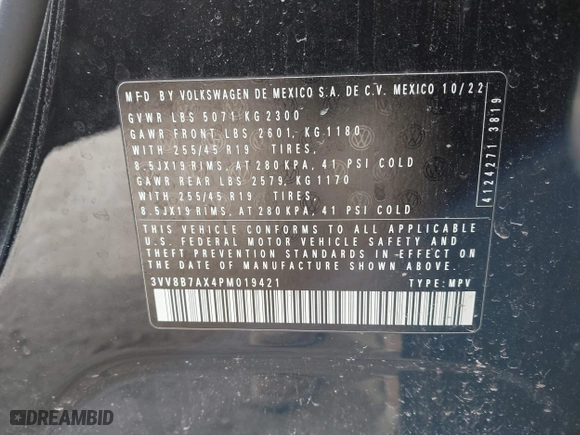 MFD BY VOLKSWAGEN DE MEXICO S.A. DE C.V. MEXICO 10/22
GVWR LBS 5071 KG 2300
GAWR FRONT LBS 2601, KG 1180
WITH 255/45 R19 TIRES,
8.5JX19 RIMS, AT 280 KPA, 41 PSI COLD
GAWR REAR LBS 2579, KG 1170
WITH 255/45 R19 TIRES,
8.5JX19 RIMS, AT 280 KPA, 41 PSI COLD
THIS VEHICLE CONFORMS TO ALL APPLICABLE
U.S. FEDERAL MOTOR VEHICLE SAFETY AND
THEFT PREVENTION STANDARDS IN EFFECT ON THE
DATE OF MANUFACTURE SHOWN ABOVE.
3VV8B7AX4PM019421 TYPE: MPV
41242713819
DREAMBID